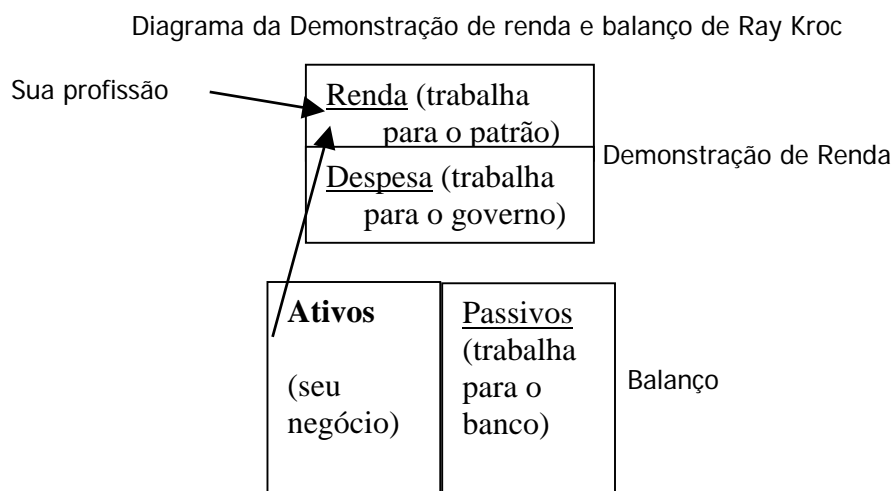 Diagrama da Demonstração de renda e balanço de Ray Kroc
Sua profissão
Renda (trabalha
para o patrão)
Demonstração de Renda
Despesa (trabalha
para o governo)
Ativos
(seu
negócio)
Passivos
(trabalha
para o
banco)
Balanço